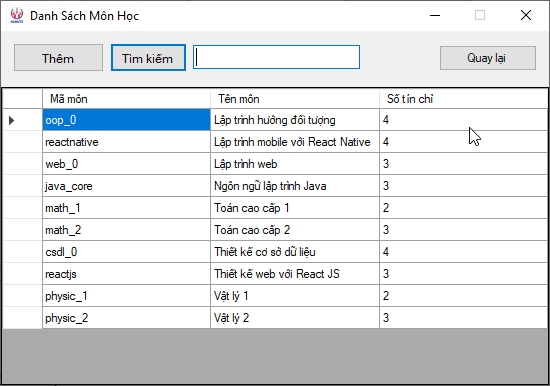 Danh Sách Môn Học
Thêm Tìm kiếm Quay lại
Mã môn Tên môn Số tín chỉ
oop_0 Lập trình hướng đối tượng 4
reactnative Lập trình mobile với React Native 4
web_0 Lập trình web 3
java_core Ngôn ngữ lập trình Java 3
math_1 Toán cao cấp 1 2
math_2 Toán cao cấp 2 3
csdl_0 Thiết kế cơ sở dữ liệu 4
reactjs Thiết kế web với React JS 3
physic_1 Vật lý 1 2
physic_2 Vật lý 2 3